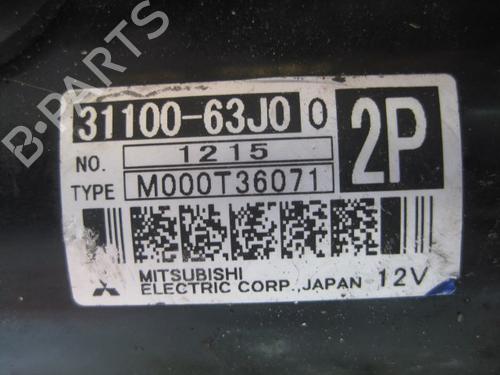 B-PARTS
31100-63J0 0
2P
NO. 1215
TYPE M000T36071
MITSUBISHI
ELECTRIC CORP., JAPAN 12V